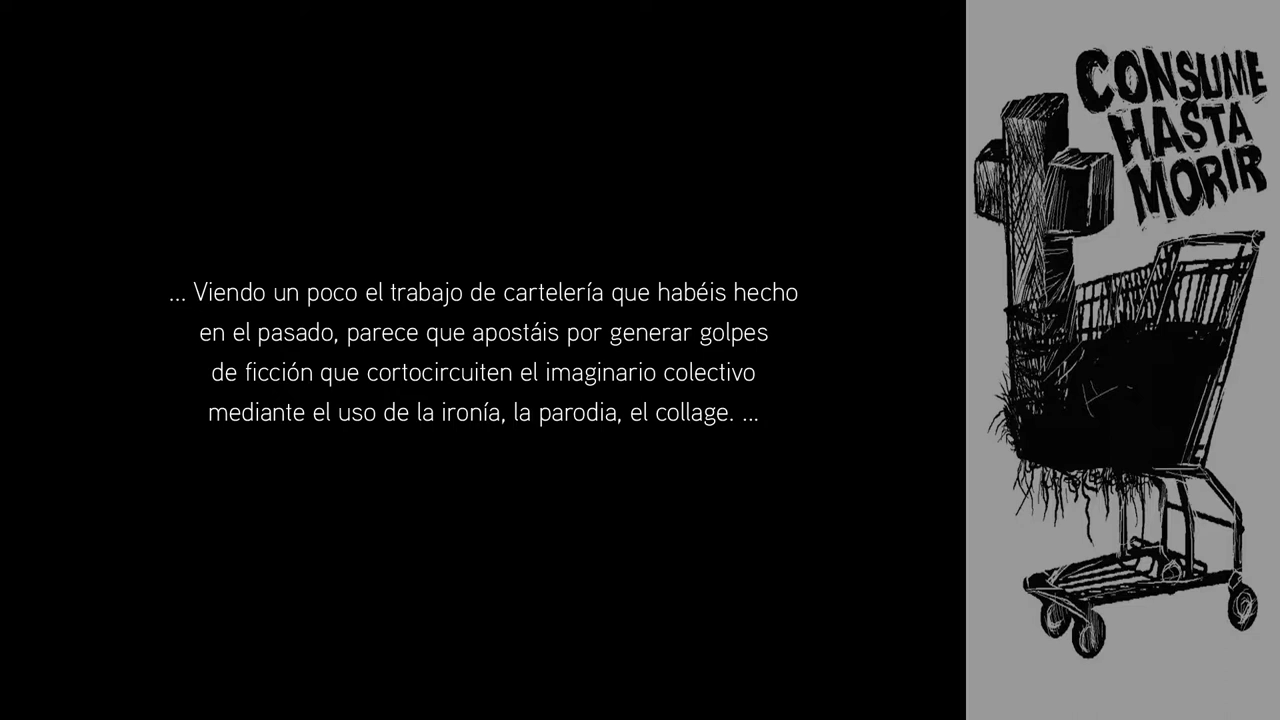 ... Viendo un poco el trabajo de cartelería que habéis hecho
en el pasado, parece que apostáis por generar golpes
de ficción que cortocircuiten el imaginario colectivo
mediante el uso de la ironía, la parodia, el collage. ...
CONSUME
HASTA
MORIR